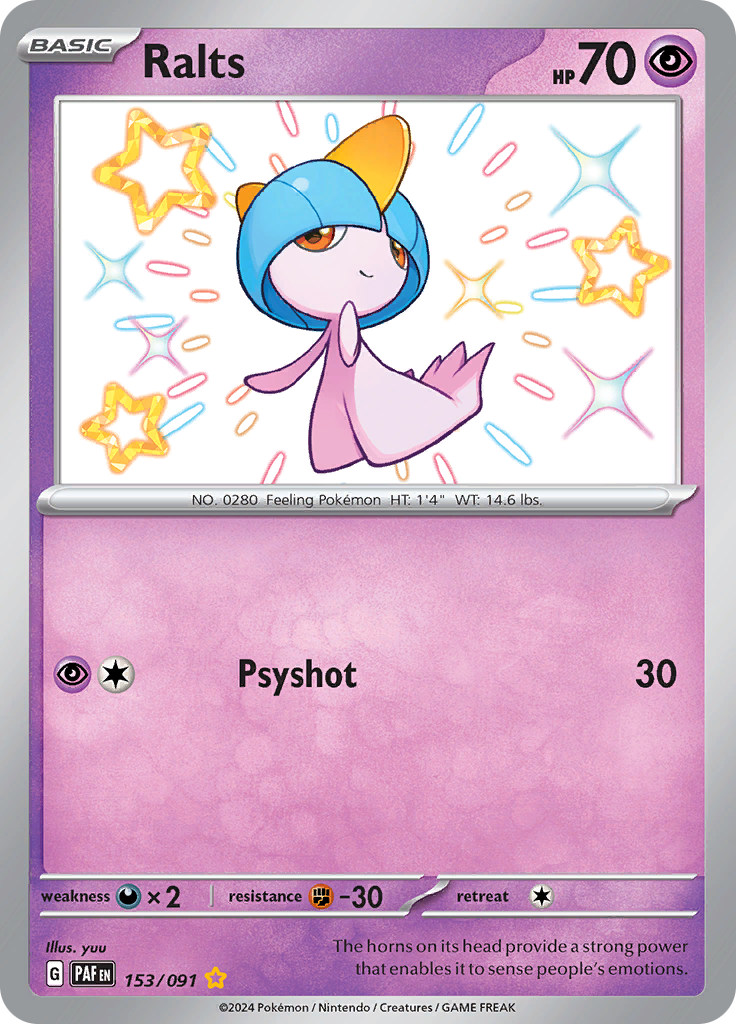 BASIC
Ralts
HP 70
NO. 0280 Feeling Pokémon HT: 1'4" WT: 14.6 lbs.
Psyshot 30
weakness ×2 resistance -30 retreat
Illus. yuu
The horns on its head provide a strong power
that enables it to sense people's emotions.
G PAF EN 153/091
©2024 Pokémon / Nintendo / Creatures / GAME FREAK